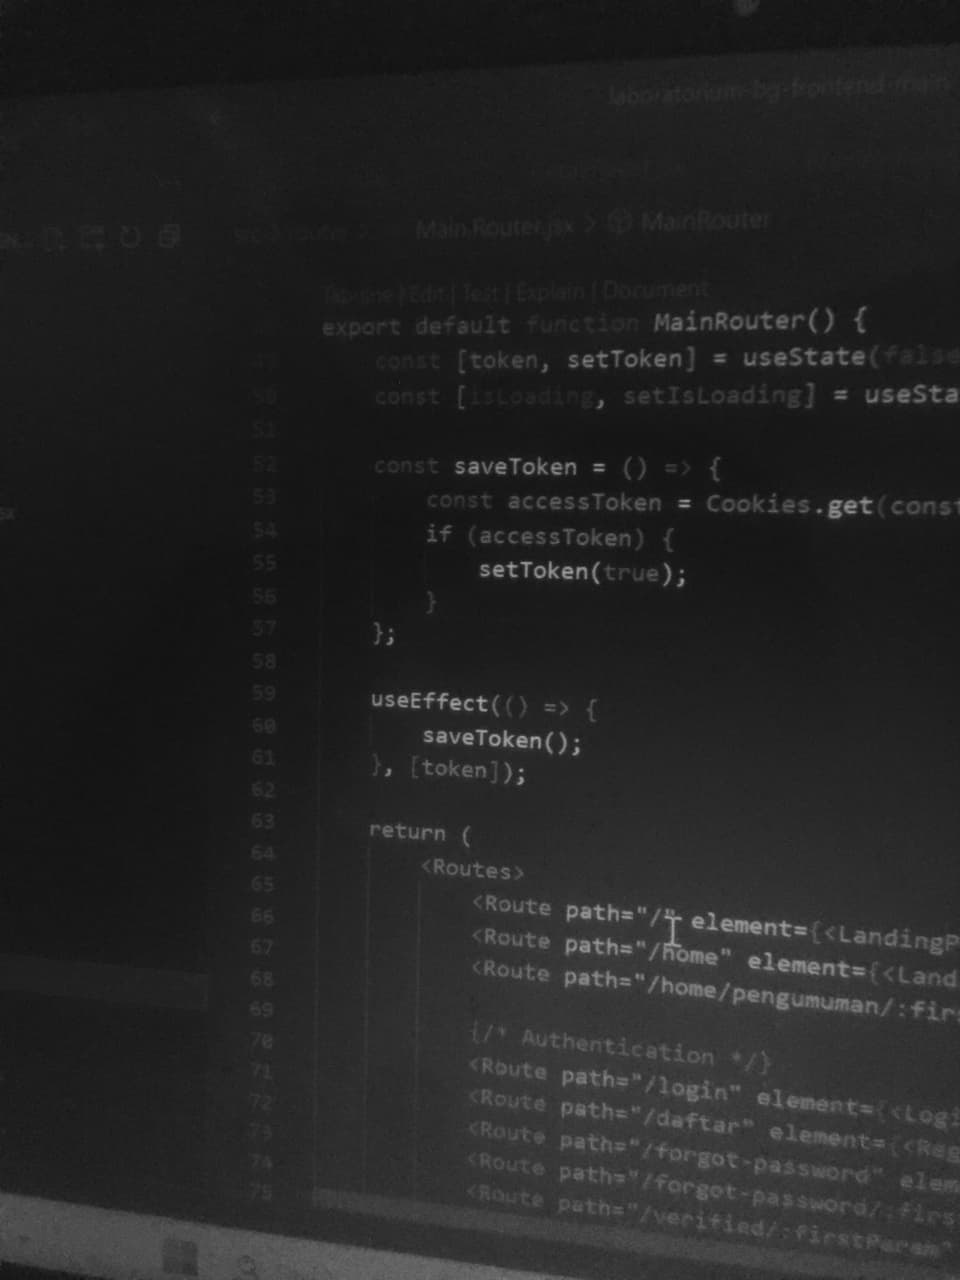 laboratorium-bg-frontend-main
src > router > Main.Router.jsx > MainRouter
Tabnine | Edit | Test | Explain | Document
export default function MainRouter() {
49 const [token, setToken] = useState(false
50 const [isLoading, setIsLoading] = useSta
51
52 const saveToken = () => {
53 const accessToken = Cookies.get(const
54 if (accessToken) {
55 setToken(true);
56 }
57 };
58
59 useEffect(() => {
60 saveToken();
61 }, [token]);
62
63 return (
64 <Routes>
65 <Route path="/" element={<LandingP
66 <Route path="/home" element={<Land
67 <Route path="/home/pengumuman/:firs
68
69 {/* Authentication */}
70 <Route path="/login" element={<Logi
71 <Route path="/daftar" element={<Reg
72 <Route path="/forgot-password" elem
73 <Route path="/forgot-password/:firs
74 <Route path="/verified/:firstParam"
75